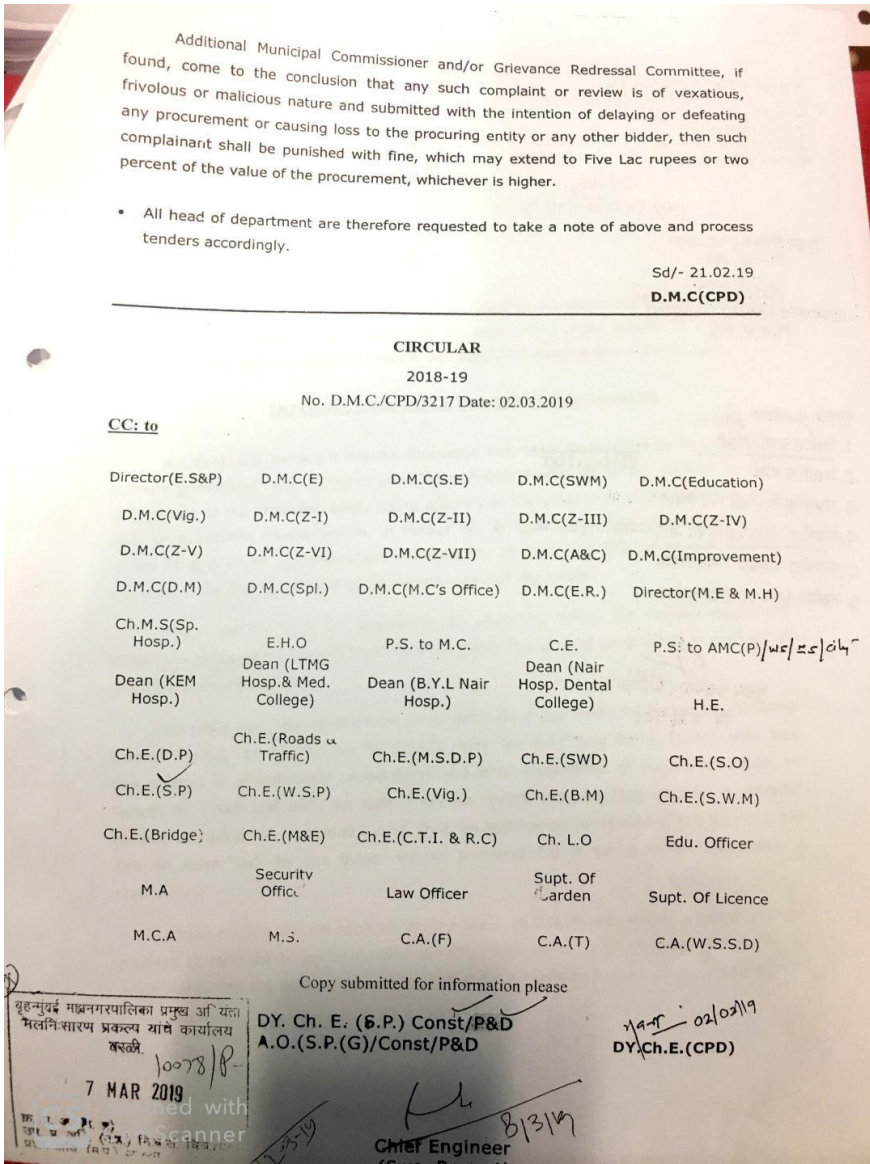 Additional Municipal Commissioner and/or Grievance Redressal Committee, if
found, come to the conclusion that any such complaint or review is of vexatious,
frivolous or malicious nature and submitted with the intention of delaying or defeating
any procurement or causing loss to the procuring entity or any other bidder, then such
complainant shall be punished with fine, which may extend to Five Lac rupees or two
percent of the value of the procurement, whichever is higher.
• All head of department are therefore requested to take a note of above and process
tenders accordingly.
Sd/- 21.02.19
D.M.C(CPD)
CIRCULAR
2018-19
No. D.M.C./CPD/3217 Date: 02.03.2019
CC: to
Director(E.S&P) D.M.C(E) D.M.C(S.E) D.M.C(SWM) D.M.C(Education)
D.M.C(Vig.) D.M.C(Z-I) D.M.C(Z-II) D.M.C(Z-III) D.M.C(Z-IV)
D.M.C(Z-V) D.M.C(Z-VI) D.M.C(Z-VII) D.M.C(A&C) D.M.C(Improvement)
D.M.C(D.M) D.M.C(Spl.) D.M.C(M.C's Office) D.M.C(E.R.) Director(M.E & M.H)
Ch.M.S(Sp.
Hosp.) E.H.O P.S. to M.C. C.E. P.S. to AMC(P)/WS/ES/City
Dean (KEM
Hosp.) Dean (LTMG
Hosp.& Med.
College) Dean (B.Y.L Nair
Hosp.) Dean (Nair
Hosp. Dental
College) H.E.
Ch.E.(D.P) Ch.E.(Roads &
Traffic) Ch.E.(M.S.D.P) Ch.E.(SWD) Ch.E.(S.O)
Ch.E.(S.P) Ch.E.(W.S.P) Ch.E.(Vig.) Ch.E.(B.M) Ch.E.(S.W.M)
Ch.E.(Bridge) Ch.E.(M&E) Ch.E.(C.T.I. & R.C) Ch. L.O Edu. Officer
M.A Security
Office Law Officer Supt. Of
Garden Supt. Of Licence
M.C.A M.S. C.A.(F) C.A.(T) C.A.(W.S.S.D)
Copy submitted for information please
बृहन्मुंबई महानगरपालिका प्रमुख अभियंता
मलनिःसारण प्रकल्प यांचे कार्यालय
वरळी.
10078/P-
7 MAR 2019
DY. Ch. E. (S.P.) Const/P&D
A.O.(S.P.(G)/Const/P&D
02/03/19
DY.Ch.E.(CPD)
8/3/19
Chief Engineer
Scanned with
CamScanner